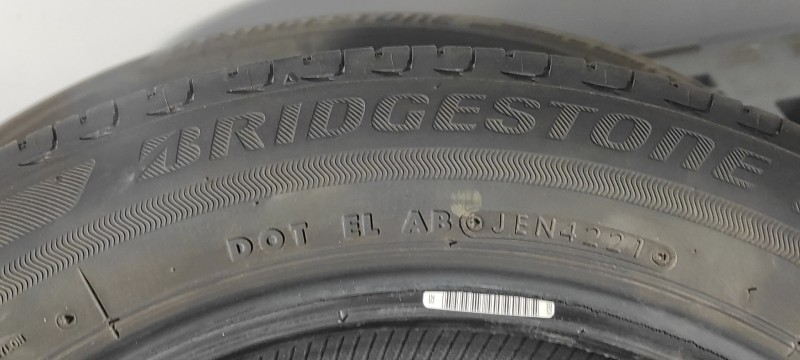 BRIDGESTONE
DOT EL AB JEN4221